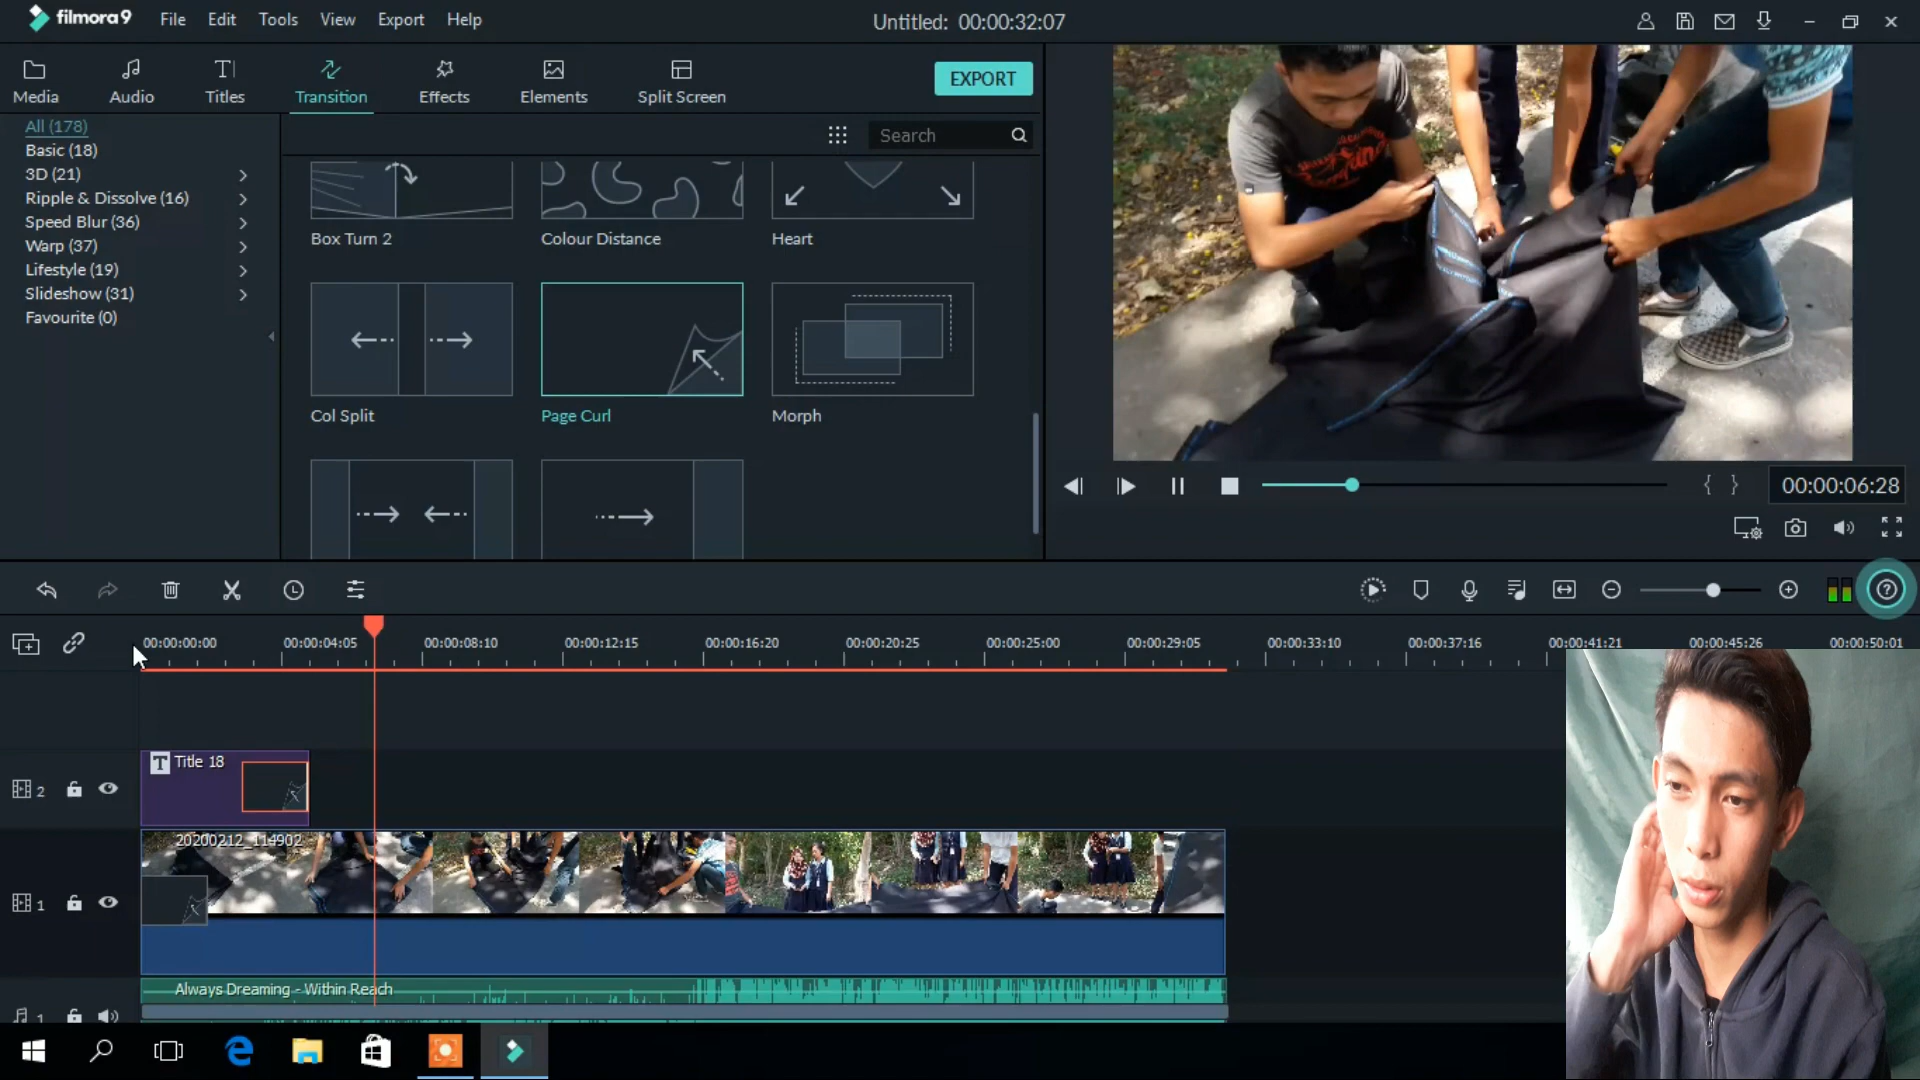 filmora9 File Edit Tools View Export Help Untitled: 00:00:32:07
Media Audio Titles Transition Effects Elements Split Screen EXPORT
All (178)
Basic (18)
3D (21)
Ripple & Dissolve (16)
Speed Blur (36)
Warp (37)
Lifestyle (19)
Slideshow (31)
Favourite (0)
Search
Box Turn 2 Colour Distance Heart
Col Split Page Curl Morph
{ } 00:00:06:28
00:00:00:00 00:00:04:05 00:00:08:10 00:00:12:15 00:00:16:20 00:00:20:25 00:00:25:00 00:00:29:05 00:00:33:10 00:00:37:16 00:00:41:21 00:00:45:26 00:00:50:01
2 T Title 18
20200212_114902
1
Always Dreaming - Within Reach
1